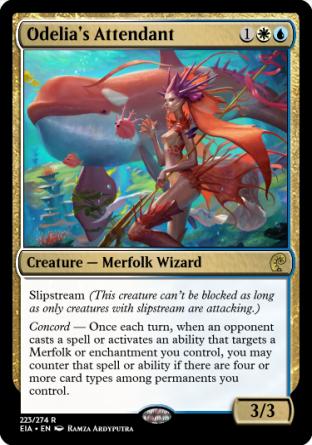 Odelia's Attendant 1
Creature — Merfolk Wizard
Slipstream (This creature can't be blocked as long
as only creatures with slipstream are attacking.)
Concord — Once each turn, when an opponent
casts a spell or activates an ability that targets a
Merfolk or enchantment you control, you may
counter that spell or ability if there are four or
more card types among permanents you
control.
223/274 R
EIA • EN Ramza Ardyputra
3/3